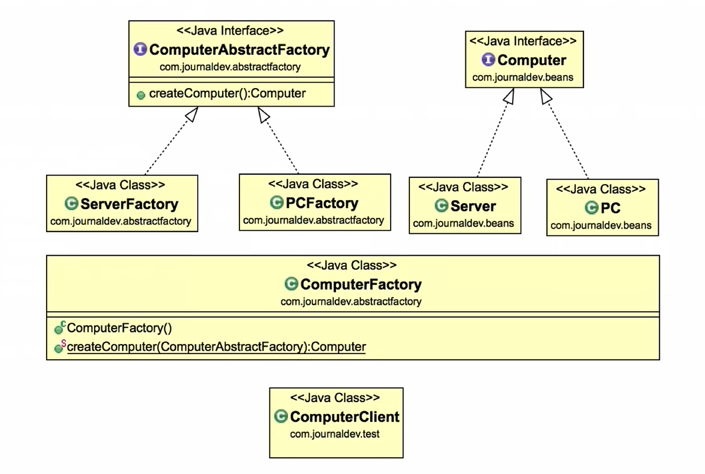 <<Java Interface>>
ComputerAbstractFactory
com.journaldev.abstractfactory
createComputer():Computer
<<Java Interface>>
Computer
com.journaldev.beans
<<Java Class>>
ServerFactory
com.journaldev.abstractfactory
<<Java Class>>
PCFactory
com.journaldev.abstractfactory
<<Java Class>>
Server
com.journaldev.beans
<<Java Class>>
PC
com.journaldev.beans
<<Java Class>>
ComputerFactory
com.journaldev.abstractfactory
ComputerFactory()
createComputer(ComputerAbstractFactory):Computer
<<Java Class>>
ComputerClient
com.journaldev.test